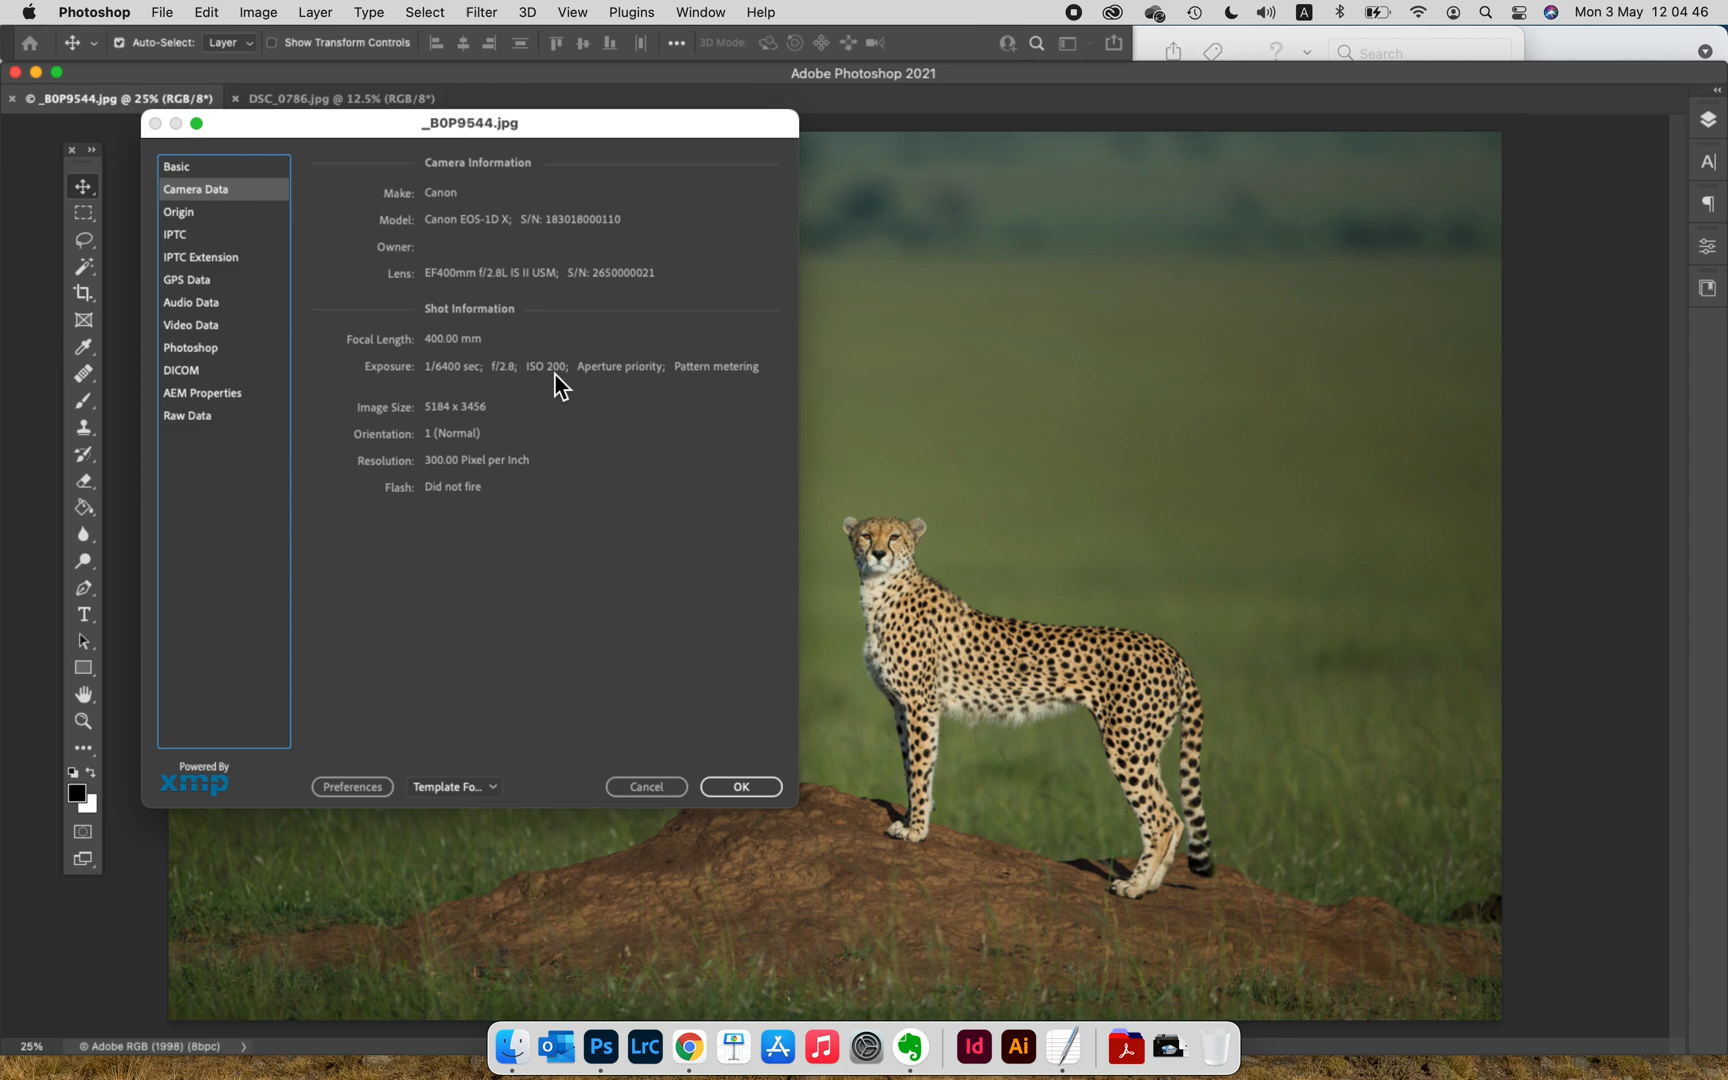 Photoshop File Edit Image Layer Type Select Filter 3D View Plugins Window Help A Mon 3 May 12 04 46
Auto-Select: Layer Show Transform Controls 3D Mode: Search
Adobe Photoshop 2021
© _B0P9544.jpg @ 25% (RGB/8*) DSC_0786.jpg @ 12.5% (RGB/8*)
_B0P9544.jpg
Basic
Camera Data
Origin
IPTC
IPTC Extension
GPS Data
Audio Data
Video Data
Photoshop
DICOM
AEM Properties
Raw Data
Camera Information
Make: Canon
Model: Canon EOS-1D X; S/N: 183018000110
Owner:
Lens: EF400mm f/2.8L IS II USM; S/N: 2650000021
Shot Information
Focal Length: 400.00 mm
Exposure: 1/6400 sec; f/2.8; ISO 200; Aperture priority; Pattern metering
Image Size: 5184 x 3456
Orientation: 1 (Normal)
Resolution: 300.00 Pixel per Inch
Flash: Did not fire
Powered By
xmp
Preferences Template Fo... Cancel OK
25% © Adobe RGB (1998) (8bpc)
Ps LrC Id Ai